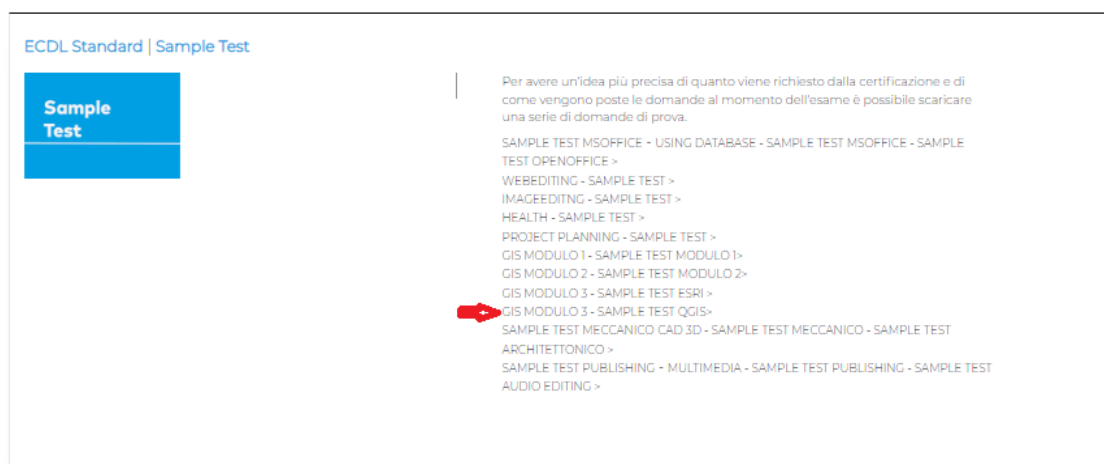 ECDL Standard | Sample Test
Sample
Test
Per avere un'idea più precisa di quanto viene richiesto dalla certificazione e di
come vengono poste le domande al momento dell'esame è possibile scaricare
una serie di domande di prova.
SAMPLE TEST MSOFFICE - USING DATABASE - SAMPLE TEST MSOFFICE - SAMPLE
TEST OPENOFFICE >
WEBEDITING - SAMPLE TEST >
IMAGEEDITNG - SAMPLE TEST >
HEALTH - SAMPLE TEST >
PROJECT PLANNING - SAMPLE TEST >
GIS MODULO 1 - SAMPLE TEST MODULO 1>
GIS MODULO 2 - SAMPLE TEST MODULO 2>
GIS MODULO 3 - SAMPLE TEST ESRI >
GIS MODULO 3 - SAMPLE TEST QGIS>
SAMPLE TEST MECCANICO CAD 3D - SAMPLE TEST MECCANICO - SAMPLE TEST
ARCHITETTONICO >
SAMPLE TEST PUBLISHING - MULTIMEDIA - SAMPLE TEST PUBLISHING - SAMPLE TEST
AUDIO EDITING >